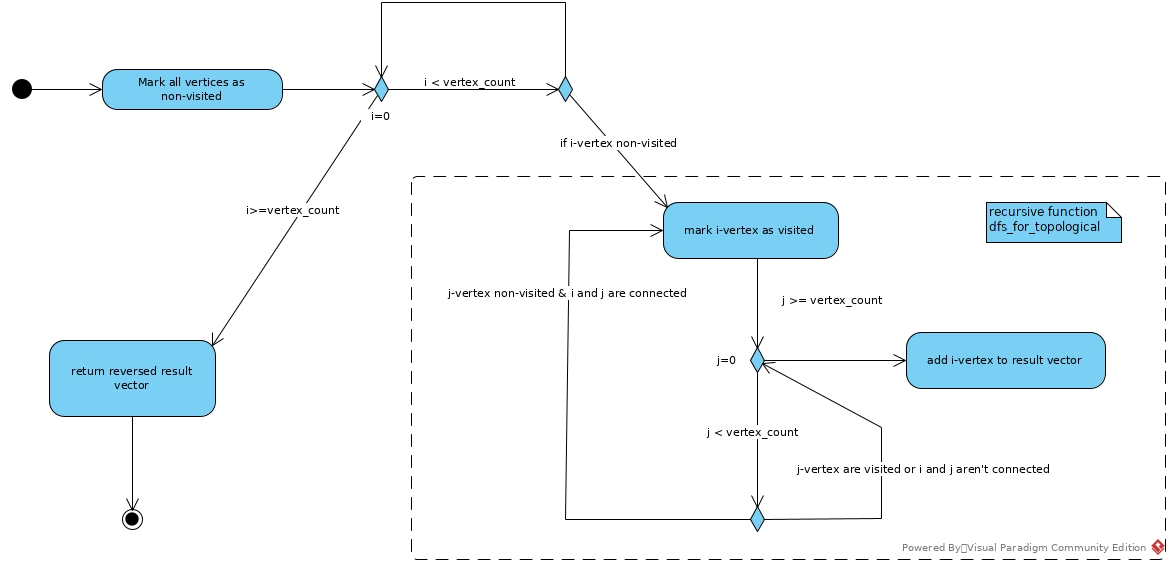 Mark all vertices as
non-visited
i < vertex_count
i=0
if i-vertex non-visited
i>=vertex_count
mark i-vertex as visited
recursive function
dfs_for_topological
j-vertex non-visited & i and j are connected
j >= vertex_count
return reversed result
vector
j=0
add i-vertex to result vector
j < vertex_count
j-vertex are visited or i and j aren't connected
Powered By▯Visual Paradigm Community Edition